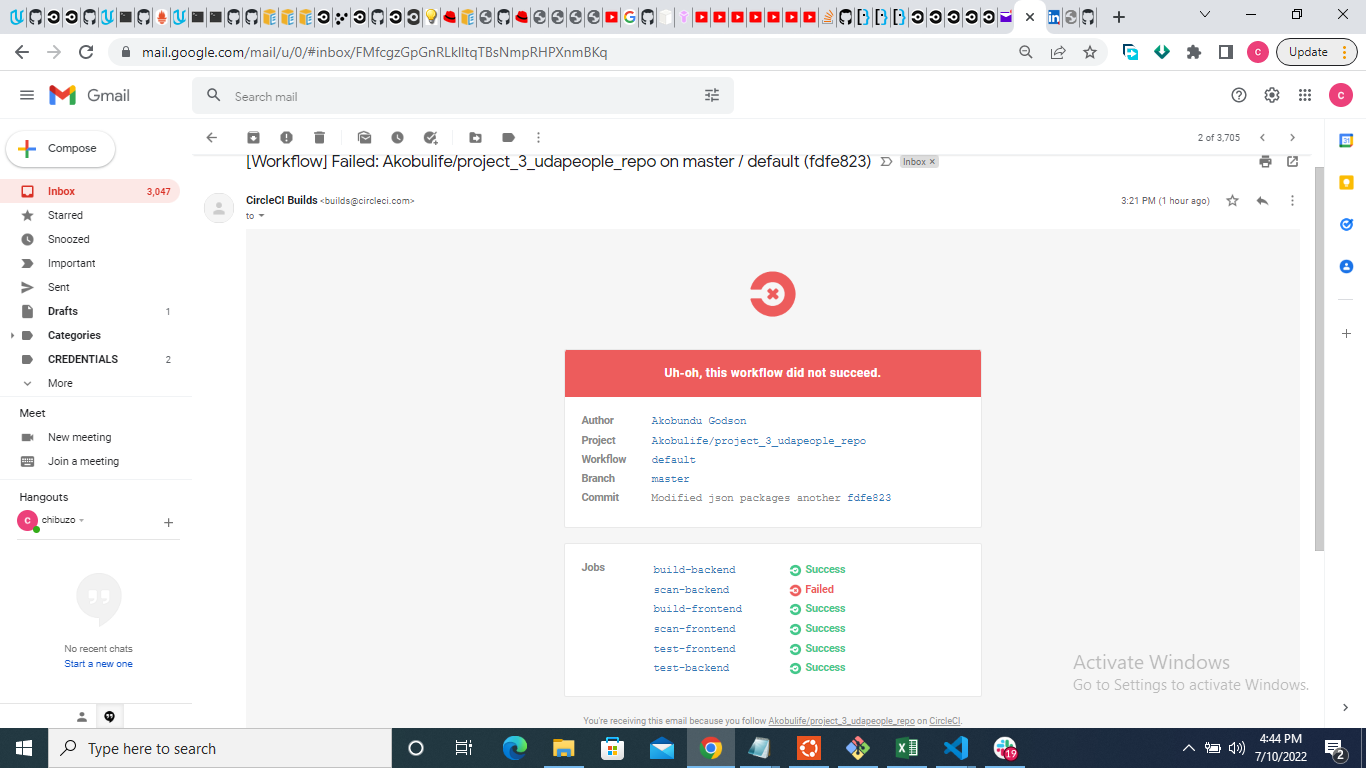 mail.google.com/mail/u/0/#inbox/FMfcgzGpGnRLklltqTBsNmpRHPXnmBKq
C
Update
Gmail
Search mail
C
Compose
2 of 3,705
[Workflow] Failed: Akobulife/project_3_udapeople_repo on master / default (fdfe823)
Inbox ×
Inbox 3,047
Starred
Snoozed
Important
Sent
Drafts 1
Categories
CREDENTIALS 2
More
Meet
New meeting
Join a meeting
Hangouts
C chibuzo
No recent chats
Start a new one
CircleCI Builds <builds@circleci.com>
3:21 PM (1 hour ago)
to
Uh-oh, this workflow did not succeed.
Author Akobundu Godson
Project Akobulife/project_3_udapeople_repo
Workflow default
Branch master
Commit Modified json packages another fdfe823
Jobs build-backend Success
scan-backend Failed
build-frontend Success
scan-frontend Success
test-frontend Success
test-backend Success
You're receiving this email because you follow Akobulife/project_3_udapeople_repo on CircleCI.
Activate Windows
Go to Settings to activate Windows.
Type here to search
19
4:44 PM
7/10/2022
2